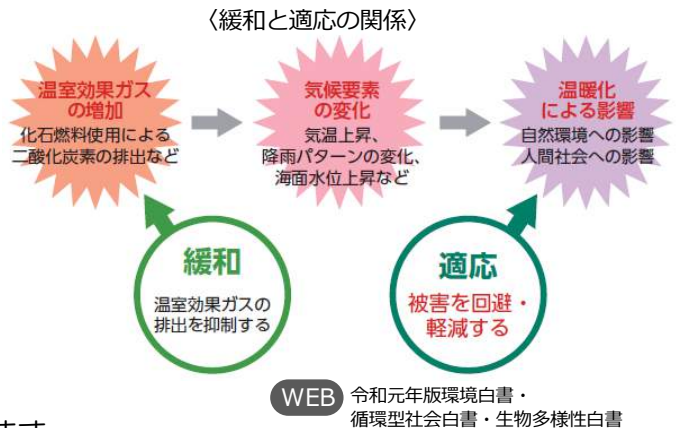 〈緩和と適応の関係〉
温室効果ガス
の増加
化石燃料使用による
二酸化炭素の排出など
気候要素
の変化
気温上昇、
降雨パターンの変化、
海面水位上昇など
温暖化
による影響
自然環境への影響
人間社会への影響
緩和
温室効果ガスの
排出を抑制する
適応
被害を回避・
軽減する
WEB 令和元年版環境白書・
循環型社会白書・生物多様性白書